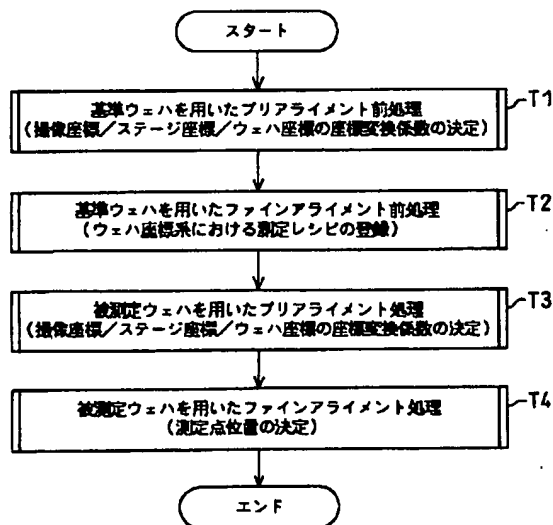 スタート
T1
基準ウェハを用いたプリアライメント前処理
(撮像座標/ステージ座標/ウェハ座標の座標変換係数の決定)
T2
基準ウェハを用いたファインアライメント前処理
(ウェハ座標系における測定レシピの登録)
T3
被測定ウェハを用いたプリアライメント処理
(撮像座標/ステージ座標/ウェハ座標の座標変換係数の決定)
T4
被測定ウェハを用いたファインアライメント処理
(測定点位置の決定)
エンド